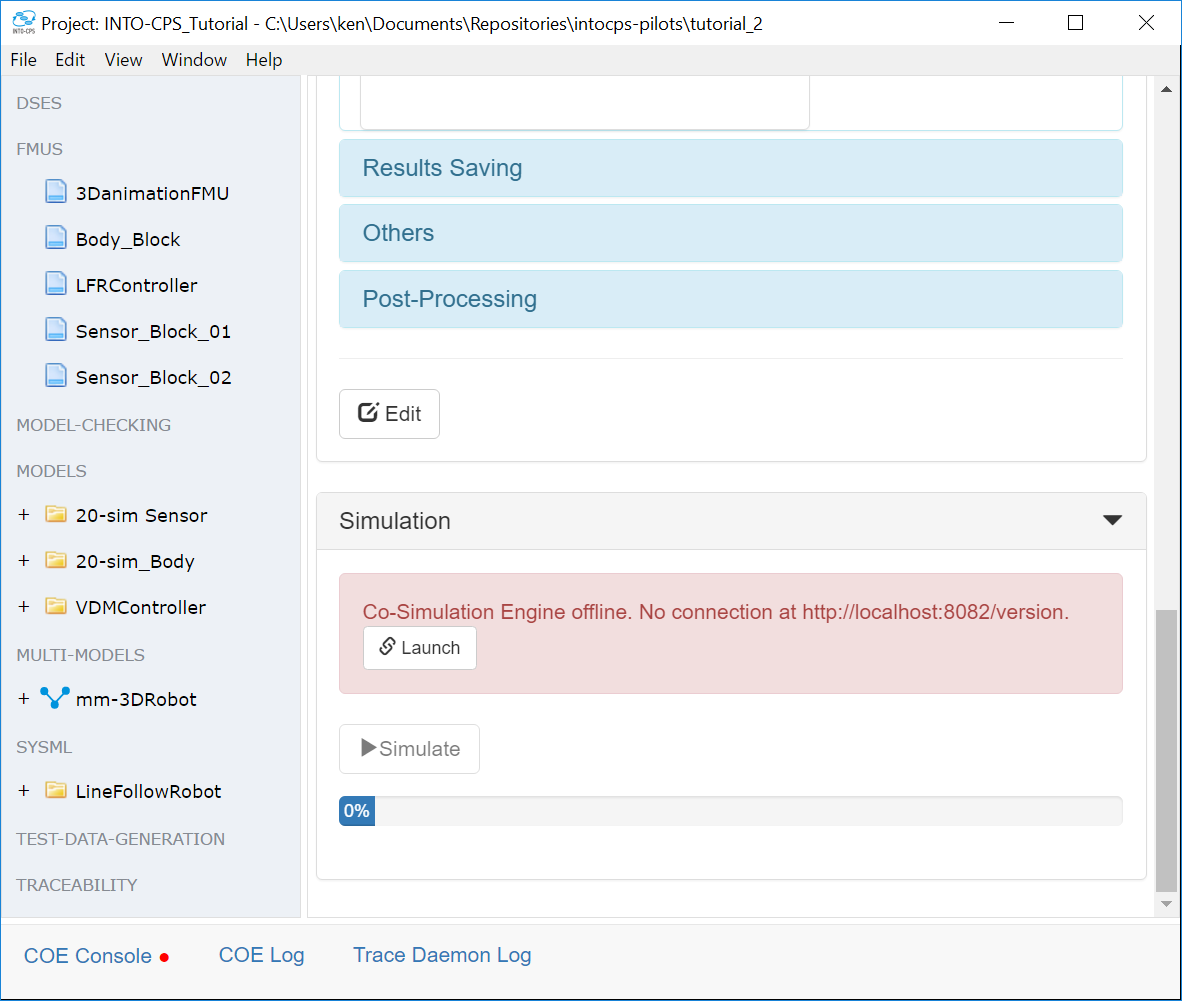 INTO-CPS
Project: INTO-CPS_Tutorial - C:\Users\ken\Documents\Repositories\intocps-pilots\tutorial_2
File Edit View Window Help
DSES
FMUS
3DanimationFMU
Body_Block
LFRController
Sensor_Block_01
Sensor_Block_02
MODEL-CHECKING
MODELS
+ 20-sim Sensor
+ 20-sim_Body
+ VDMController
MULTI-MODELS
+ mm-3DRobot
SYSML
+ LineFollowRobot
TEST-DATA-GENERATION
TRACEABILITY
Results Saving
Others
Post-Processing
Edit
Simulation
Co-Simulation Engine offline. No connection at http://localhost:8082/version.
Launch
Simulate
0%
COE Console COE Log Trace Daemon Log